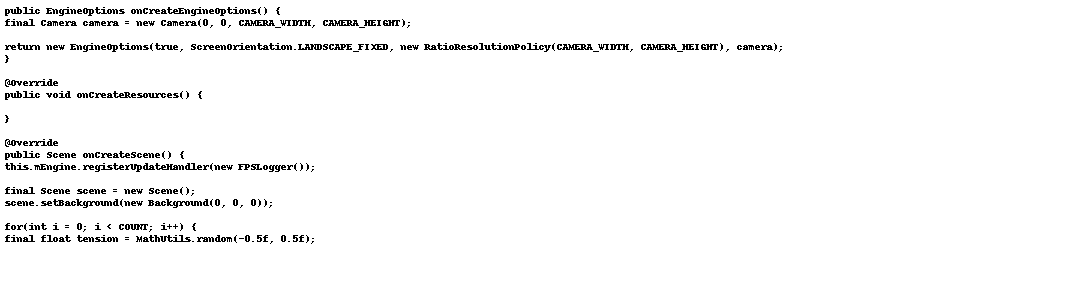 public EngineOptions onCreateEngineOptions() {
final Camera camera = new Camera(0, 0, CAMERA_WIDTH, CAMERA_HEIGHT);
return new EngineOptions(true, ScreenOrientation.LANDSCAPE_FIXED, new RatioResolutionPolicy(CAMERA_WIDTH, CAMERA_HEIGHT), camera);
}
@Override
public void onCreateResources() {
}
@Override
public Scene onCreateScene() {
this.mEngine.registerUpdateHandler(new FPSLogger());
final Scene scene = new Scene();
scene.setBackground(new Background(0, 0, 0));
for(int i = 0; i < COUNT; i++) {
final float tension = MathUtils.random(-0.5f, 0.5f);